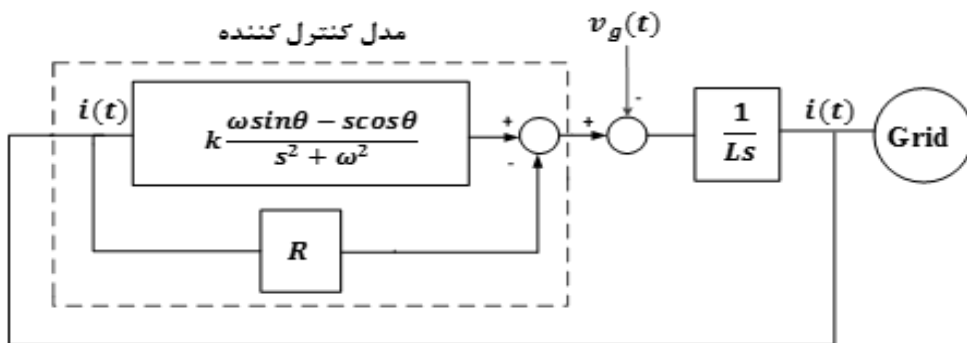 مدل کنترل کننده
v_g(t)
i(t)
k (ωsinθ − scosθ)/(s² + ω²)
+
-
+
-
1/Ls
i(t)
Grid
R